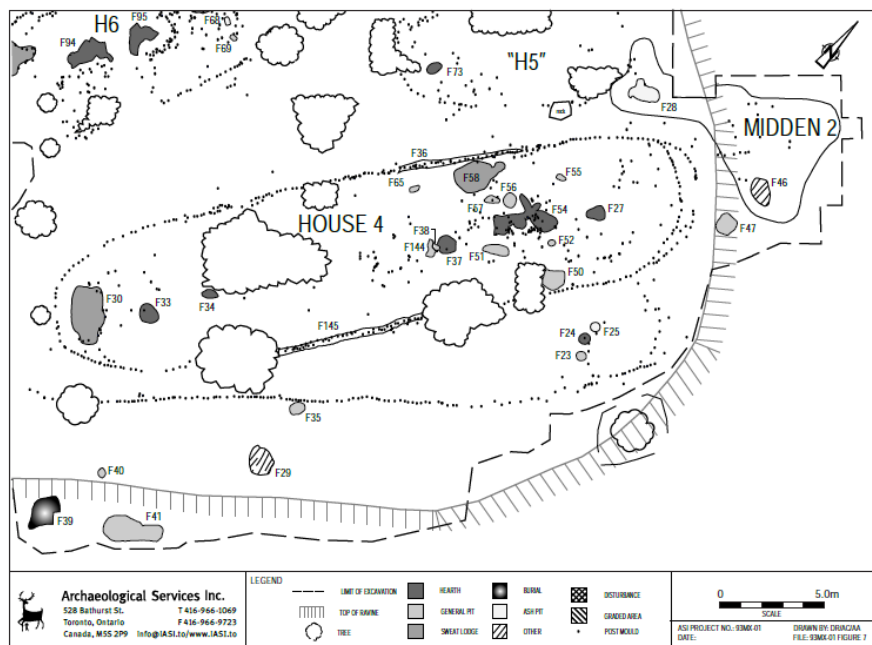 H6
F95
F68
F94
F69
F73
"H5"
F28
MIDDEN 2
F36
F58
F55
F65
F56
F46
F57
F54
F27
HOUSE 4
F38
F47
F144
F52
F37
F51
F50
F30
F33
F34
F145
F24
F25
F23
F35
F40
F29
F39
F41
N
Archaeological Services Inc.
528 Bathurst St. T 416-966-1069
Toronto, Ontario F 416-966-9723
Canada, M5S 2P9 info@IASI.to/www.IASI.to
LEGEND
LIMIT OF EXCAVATION
TOP OF RAVINE
TREE
HEARTH
GENERAL PIT
SWEAT LODGE
BURIAL
ASH PIT
OTHER
DISTURBANCE
GRADED AREA
POST MOULD
0 5.0m
SCALE
ASI PROJECT NO.: 93MX-01 DRAWN BY: DR/AC/AA
DATE: FILE: 93MX-01 FIGURE 7